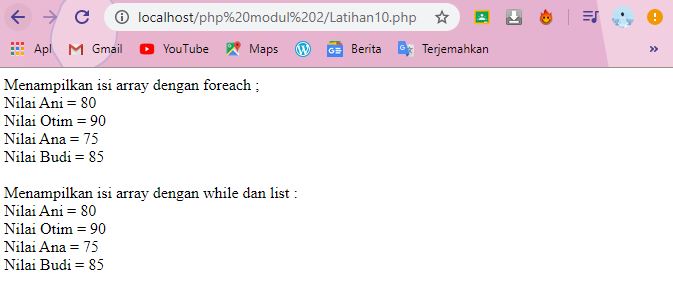 localhost/php%20modul%202/Latihan10.php
Apl Gmail YouTube Maps Berita Terjemahkan »
Menampilkan isi array dengan foreach ;
Nilai Ani = 80
Nilai Otim = 90
Nilai Ana = 75
Nilai Budi = 85
Menampilkan isi array dengan while dan list :
Nilai Ani = 80
Nilai Otim = 90
Nilai Ana = 75
Nilai Budi = 85